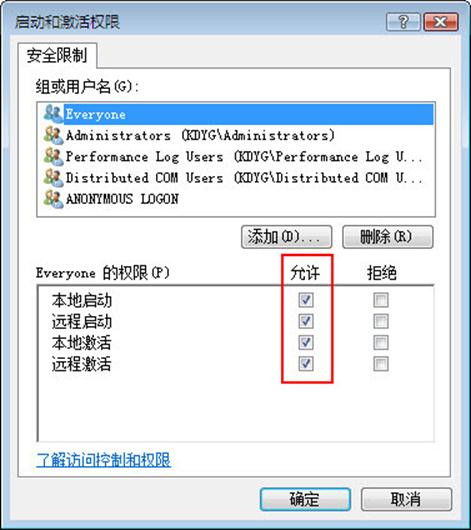 启动和激活权限
安全限制
组或用户名(G):
Everyone
Administrators (KDYG\Administrators)
Performance Log Users (KDYG\Performance Log U...
Distributed COM Users (KDYG\Distributed COM U...
ANONYMOUS LOGON
添加(D)... 删除(R)
Everyone 的权限(P) 允许 拒绝
本地启动
远程启动
本地激活
远程激活
了解访问控制和权限
确定 取消